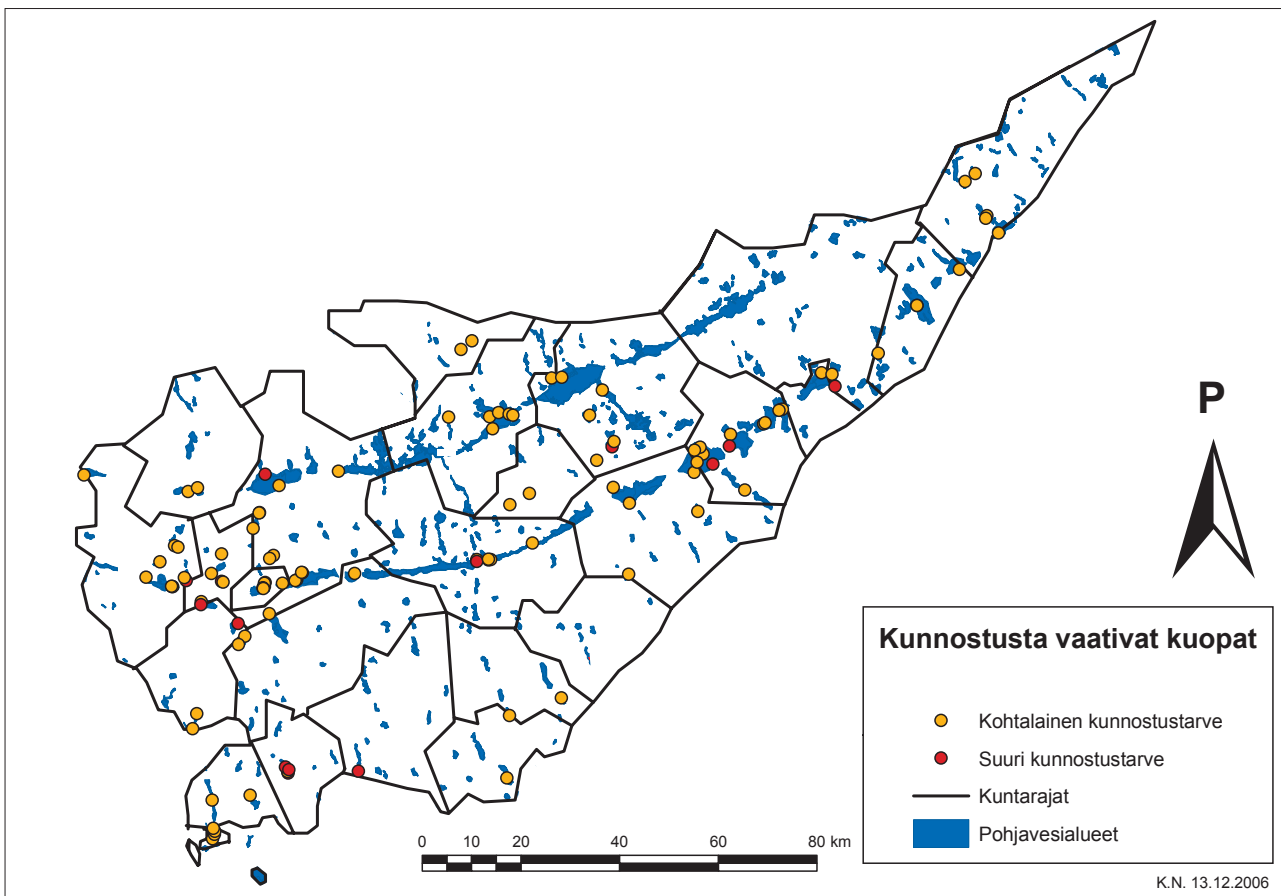 P
Kunnostusta vaativat kuopat
Kohtalainen kunnostustarve
Suuri kunnostustarve
Kuntarajat
Pohjavesialueet
0 10 20 40 60 80 km
K.N. 13.12.2006